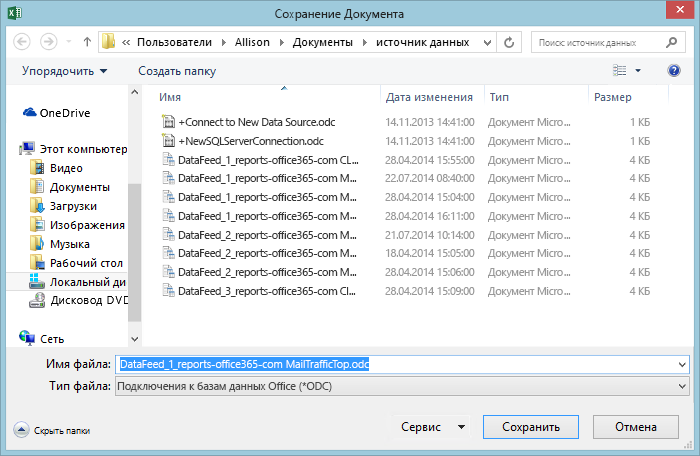 Сохранение Документа
Пользователи Allison Документы источник данных Поиск: источник данных
Упорядочить Создать папку
Имя Дата изменения Тип Размер
OneDrive
Этот компьютер
Видео
Документы
Загрузки
Изображения
Музыка
Рабочий стол
Локальный ди
Дисковод DVD
Сеть
+Connect to New Data Source.odc 14.11.2013 14:41:00 Документ Micro... 1 КБ
+NewSQLServerConnection.odc 14.11.2013 14:41:00 Документ Micro... 1 КБ
DataFeed_1_reports-office365-com CL... 28.04.2014 15:55:00 Документ Micro... 4 КБ
DataFeed_1_reports-office365-com M... 22.07.2014 08:40:00 Документ Micro... 4 КБ
DataFeed_1_reports-office365-com M... 28.04.2014 15:04:00 Документ Micro... 4 КБ
DataFeed_1_reports-office365-com M... 28.04.2014 16:11:00 Документ Micro... 4 КБ
DataFeed_2_reports-office365-com M... 21.07.2014 10:14:00 Документ Micro... 4 КБ
DataFeed_2_reports-office365-com M... 18.04.2014 15:05:00 Документ Micro... 4 КБ
DataFeed_2_reports-office365-com M... 28.04.2014 15:06:00 Документ Micro... 4 КБ
DataFeed_3_reports-office365-com Cl... 28.04.2014 15:09:00 Документ Micro... 4 КБ
Имя файла: DataFeed_1_reports-office365-com MailTrafficTop.odc
Тип файла: Подключения к базам данных Office (*ODC)
Скрыть папки Сервис Сохранить Отмена